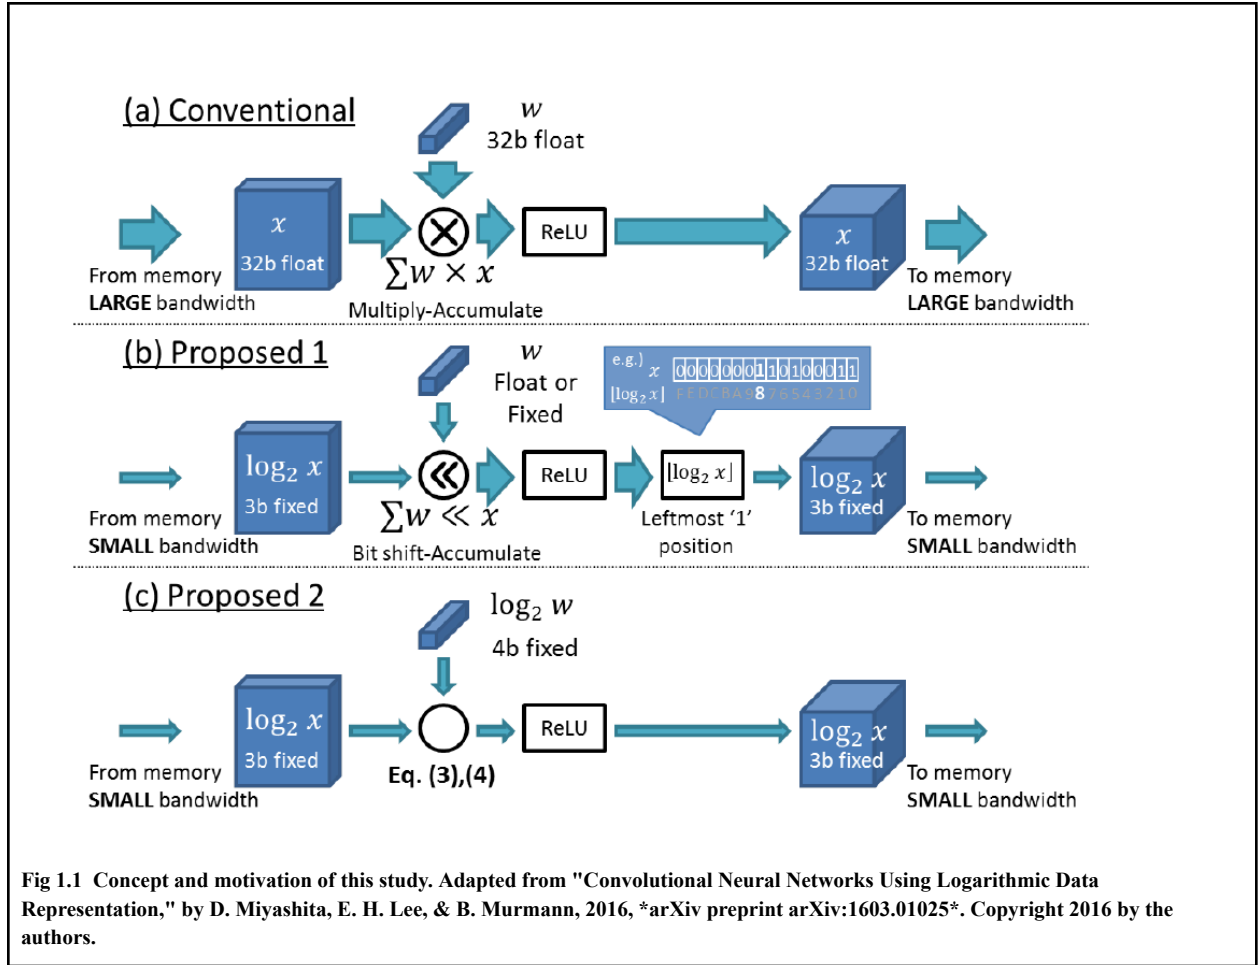 (a) Conventional
w
32b float
x
32b float
ReLU
x
32b float
From memory
LARGE bandwidth
∑w × x
Multiply-Accumulate
To memory
LARGE bandwidth
(b) Proposed 1
w
Float or
Fixed
e.g.) x 0000000110100011
⌊log₂ x⌋ FEDCBA9876543710
log₂ x
3b fixed
≪
ReLU
⌊log₂ x⌋
log₂ x
3b fixed
From memory
SMALL bandwidth
∑w ≪ x
Bit shift-Accumulate
Leftmost ‘1’
position
To memory
SMALL bandwidth
(c) Proposed 2
log₂ w
4b fixed
log₂ x
3b fixed
ReLU
log₂ x
3b fixed
From memory
SMALL bandwidth
Eq. (3),(4)
To memory
SMALL bandwidth
Fig 1.1 Concept and motivation of this study. Adapted from "Convolutional Neural Networks Using Logarithmic Data
Representation," by D. Miyashita, E. H. Lee, & B. Murmann, 2016, *arXiv preprint arXiv:1603.01025*. Copyright 2016 by the
authors.